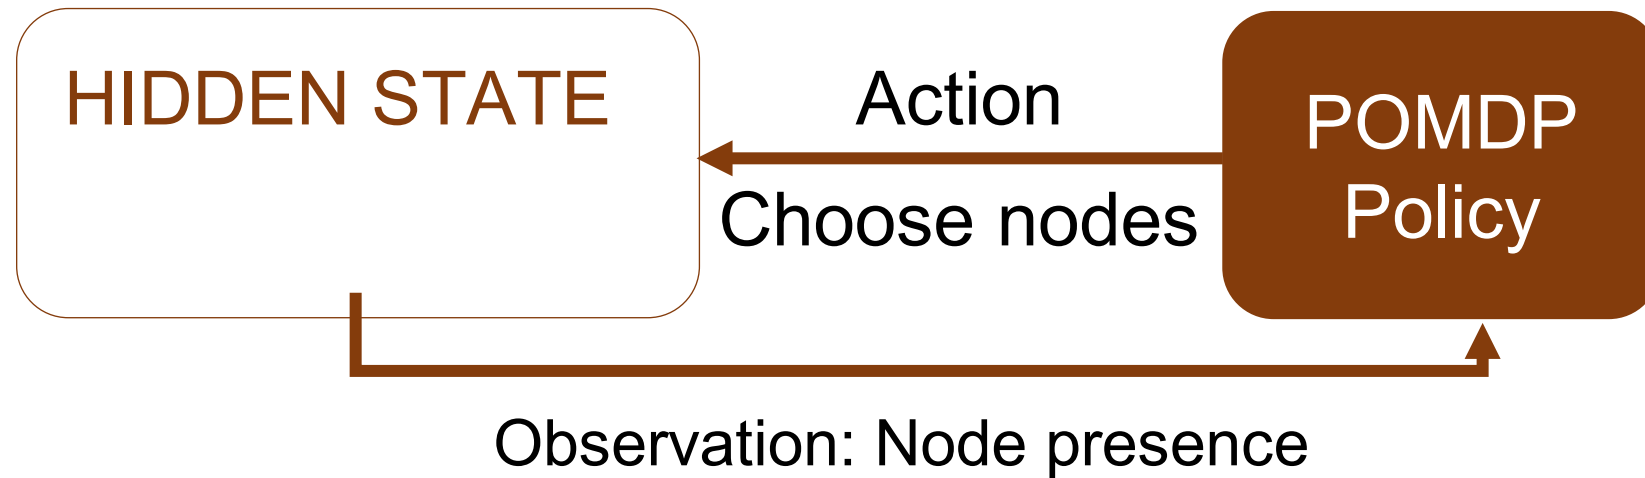 HIDDEN STATE
Action
Choose nodes
POMDP
Policy
Observation: Node presence